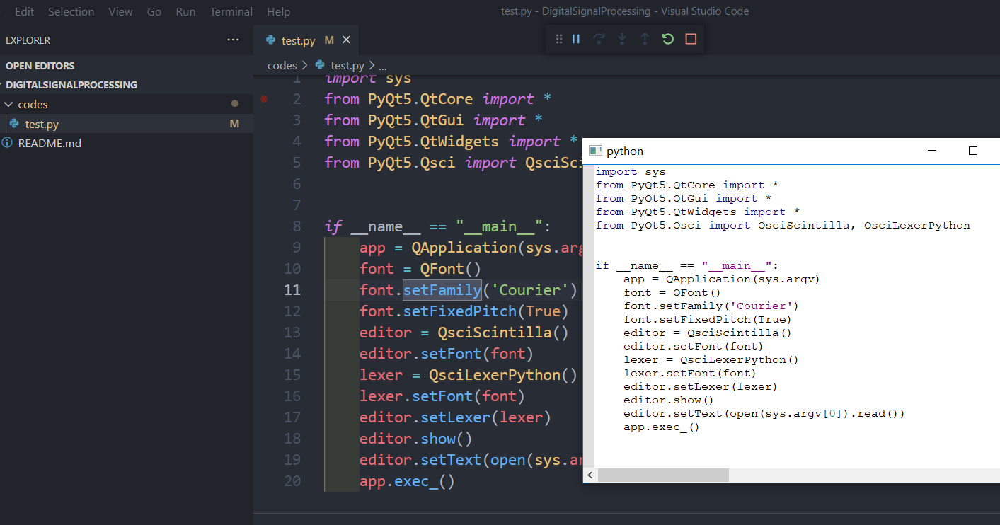 Edit Selection View Go Run Terminal Help test.py - DigitalSignalProcessing - Visual Studio Code
EXPLORER ...
OPEN EDITORS
DIGITALSIGNALPROCESSING
codes
test.py M
README.md
test.py M
codes > test.py > ...
1 import sys
2 from PyQt5.QtCore import *
3 from PyQt5.QtGui import *
4 from PyQt5.QtWidgets import *
5 from PyQt5.Qsci import QsciSci
6
7
8 if __name__ == "__main__":
9 app = QApplication(sys.arg
10 font = QFont()
11 font.setFamily('Courier')
12 font.setFixedPitch(True)
13 editor = QsciScintilla()
14 editor.setFont(font)
15 lexer = QsciLexerPython()
16 lexer.setFont(font)
17 editor.setLexer(lexer)
18 editor.show()
19 editor.setText(open(sys.ar
20 app.exec_()
python
import sys
from PyQt5.QtCore import *
from PyQt5.QtGui import *
from PyQt5.QtWidgets import *
from PyQt5.Qsci import QsciScintilla, QsciLexerPython
if __name__ == "__main__":
app = QApplication(sys.argv)
font = QFont()
font.setFamily('Courier')
font.setFixedPitch(True)
editor = QsciScintilla()
editor.setFont(font)
lexer = QsciLexerPython()
lexer.setFont(font)
editor.setLexer(lexer)
editor.show()
editor.setText(open(sys.argv[0]).read())
app.exec_()